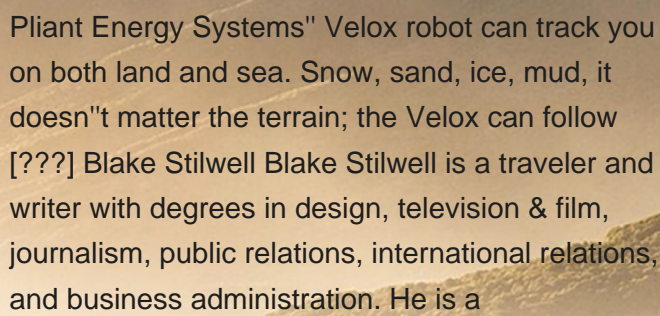 Pliant Energy Systems" Velox robot can track you
on both land and sea. Snow, sand, ice, mud, it
doesn"t matter the terrain; the Velox can follow
[???] Blake Stilwell Blake Stilwell is a traveler and
writer with degrees in design, television & film,
journalism, public relations, international relations,
and business administration. He is a